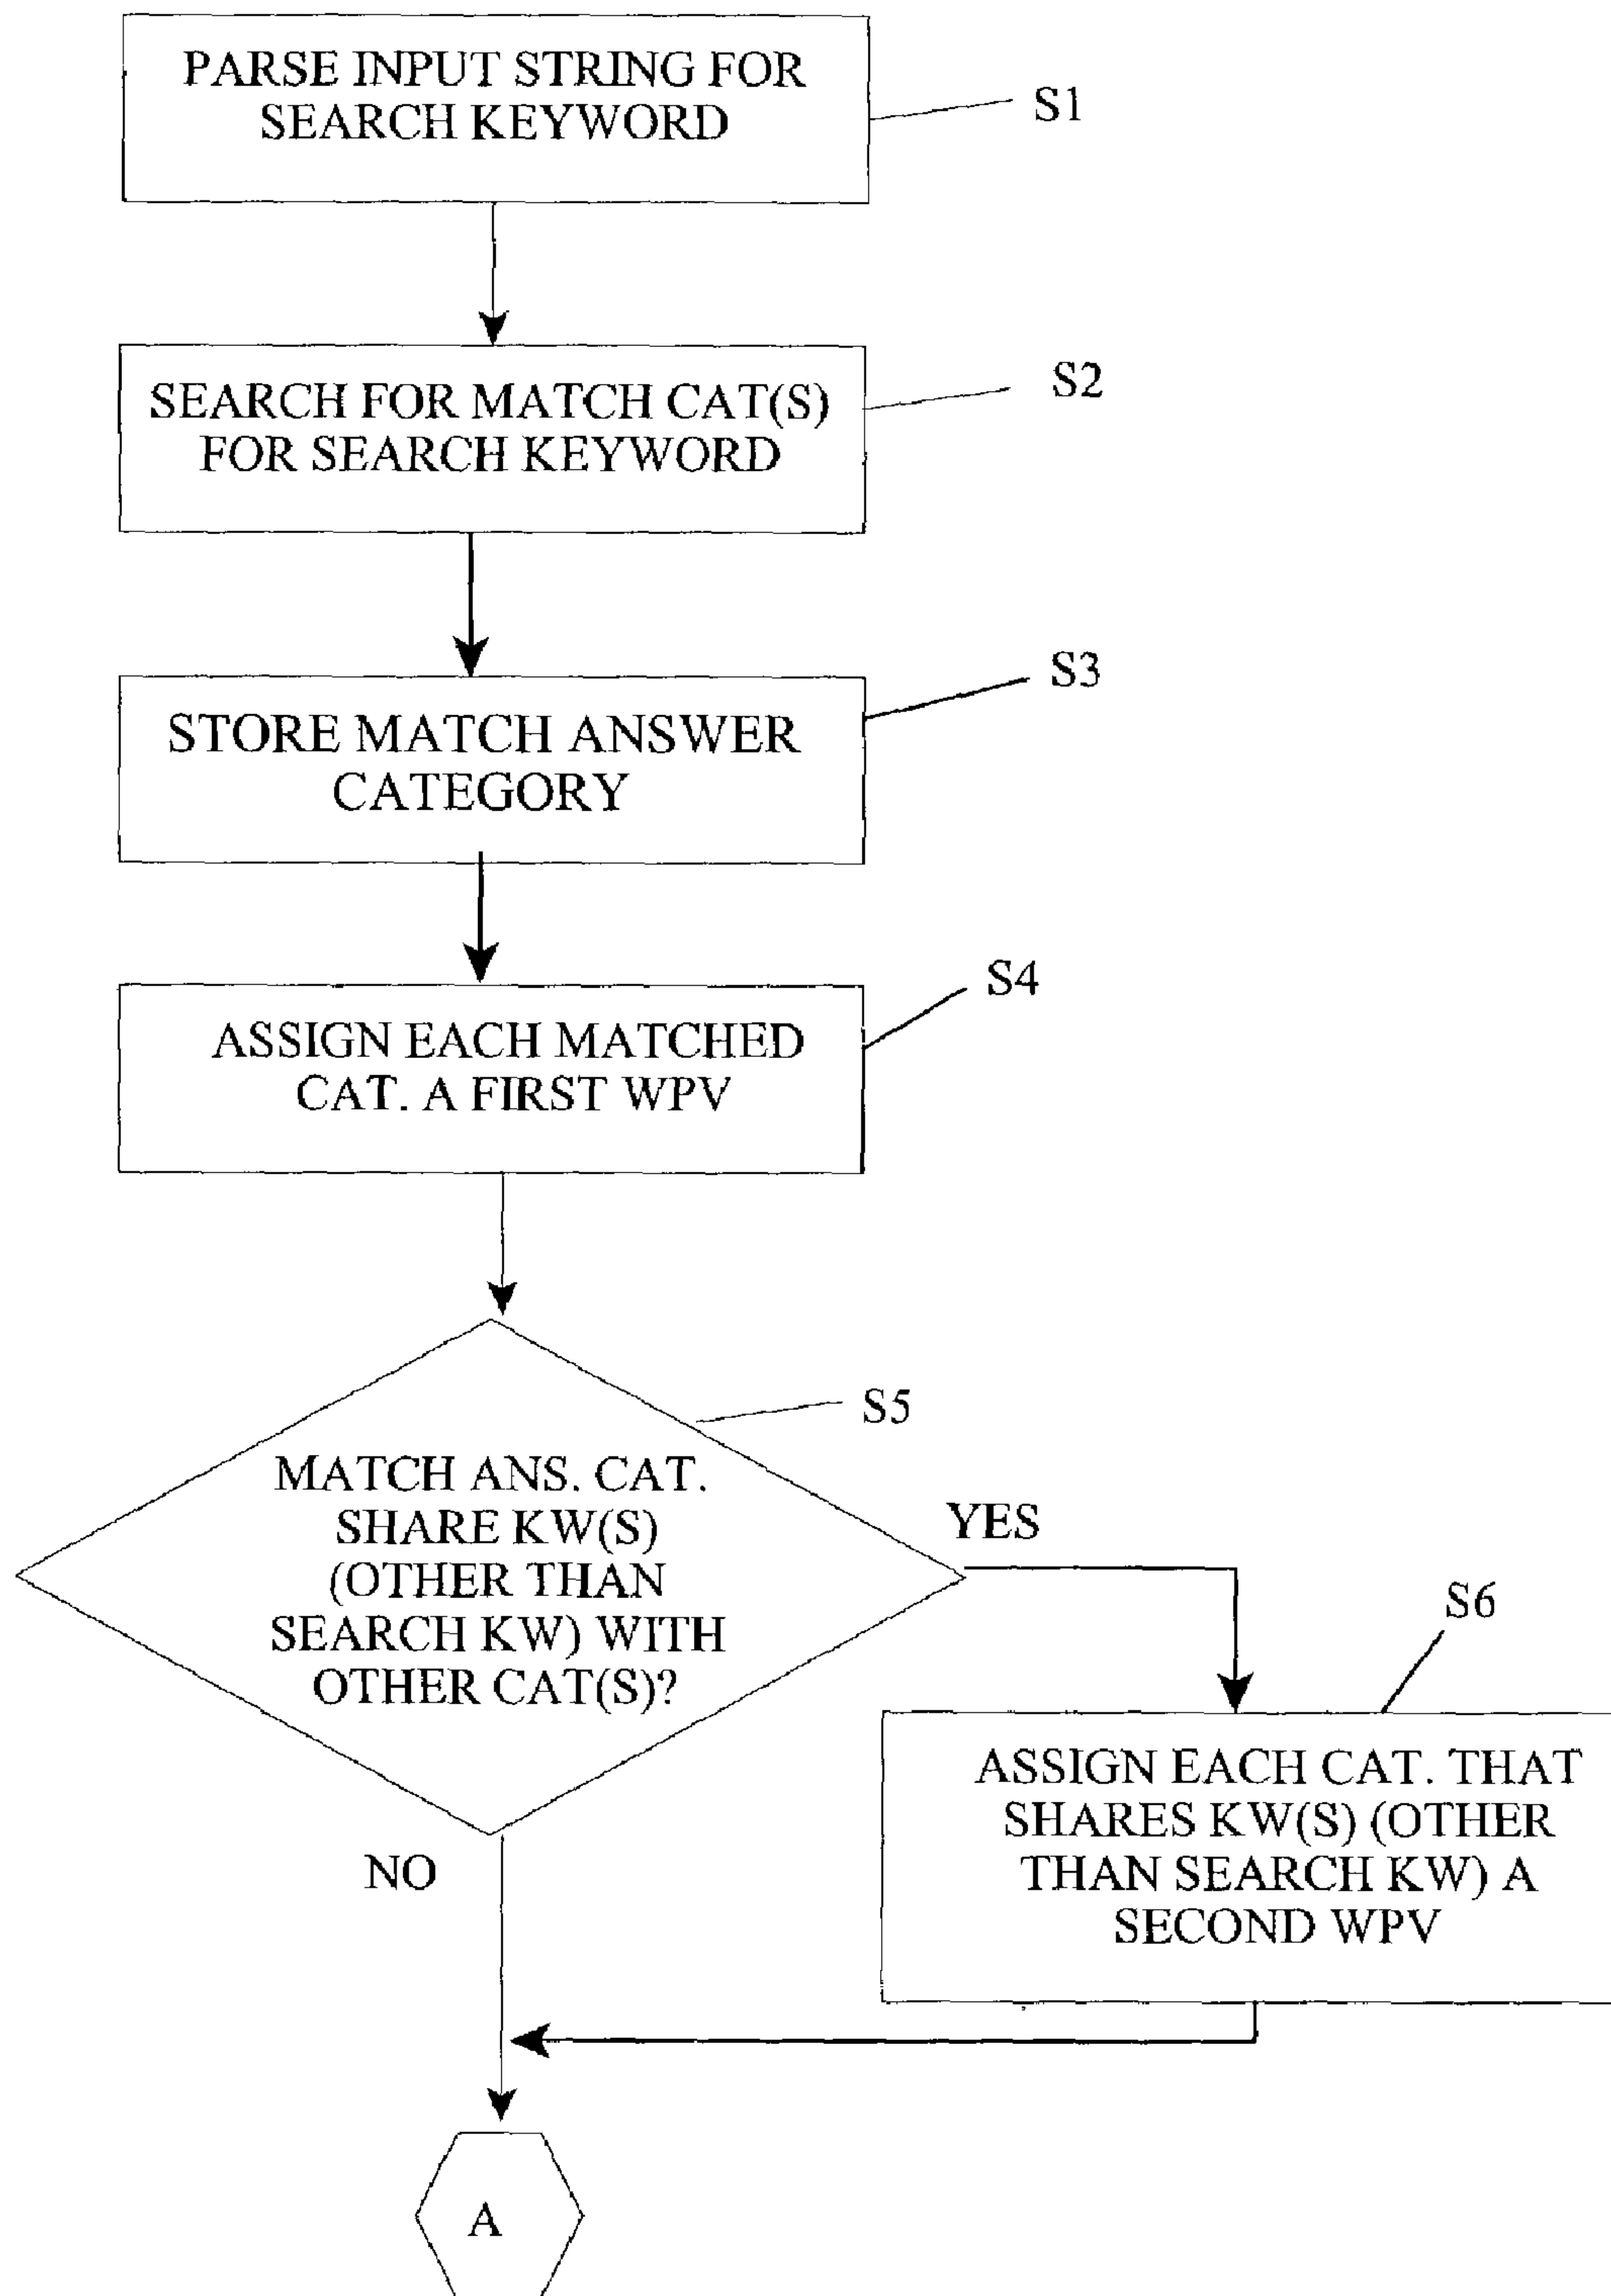 PARSE INPUT STRING FOR
SEARCH KEYWORD
S1
SEARCH FOR MATCH CAT(S)
FOR SEARCH KEYWORD
S2
STORE MATCH ANSWER
CATEGORY
S3
ASSIGN EACH MATCHED
CAT. A FIRST WPV
S4
MATCH ANS. CAT.
SHARE KW(S)
(OTHER THAN
SEARCH KW) WITH
OTHER CAT(S)?
S5
YES
S6
ASSIGN EACH CAT. THAT
SHARES KW(S) (OTHER
THAN SEARCH KW) A
SECOND WPV
NO
A